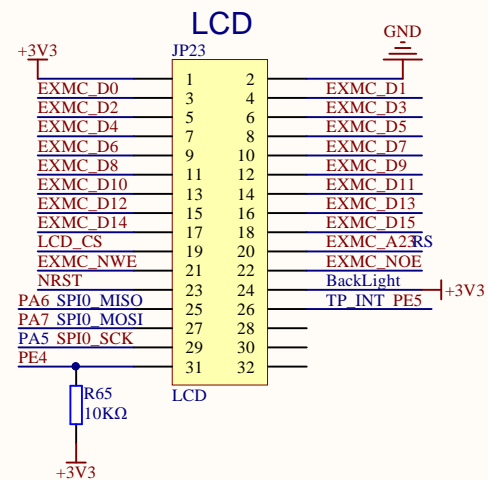 LCD
GND
+3V3 JP23
1 2
EXMC_D0 EXMC_D1
3 4
EXMC_D2 EXMC_D3
5 6
EXMC_D4 EXMC_D5
7 8
EXMC_D6 EXMC_D7
9 10
EXMC_D8 EXMC_D9
11 12
EXMC_D10 EXMC_D11
13 14
EXMC_D12 EXMC_D13
15 16
EXMC_D14 EXMC_D15
17 18
LCD_CS EXMC_A23 RS
19 20
EXMC_NWE EXMC_NOE
21 22
NRST BackLight
23 24 +3V3
PA6 SPI0_MISO TP_INT PE5
25 26
PA7 SPI0_MOSI
27 28
PA5 SPI0_SCK
29 30
PE4
31 32
R65 LCD
10KΩ
+3V3